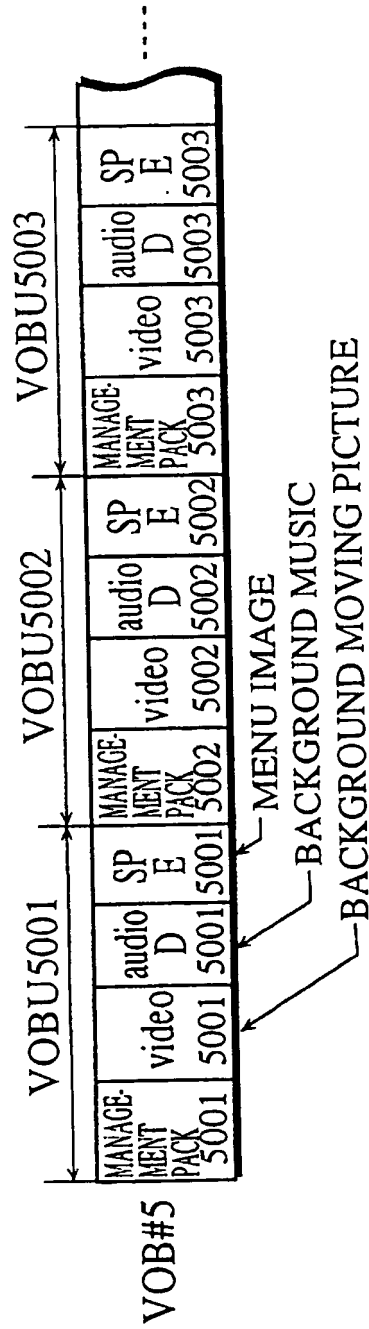 VOBU5001
VOBU5002
VOBU5003
VOB#5
MANAGE-
MENT
PACK
5001
video
5001
audio
D
5001
SP
E
5001
MANAGE-
MENT
PACK
5002
video
5002
audio
D
5002
SP
E
5002
MANAGE-
MENT
PACK
5003
video
5003
audio
D
5003
SP
E
5003
MENU IMAGE
BACKGROUND MUSIC
BACKGROUND MOVING PICTURE